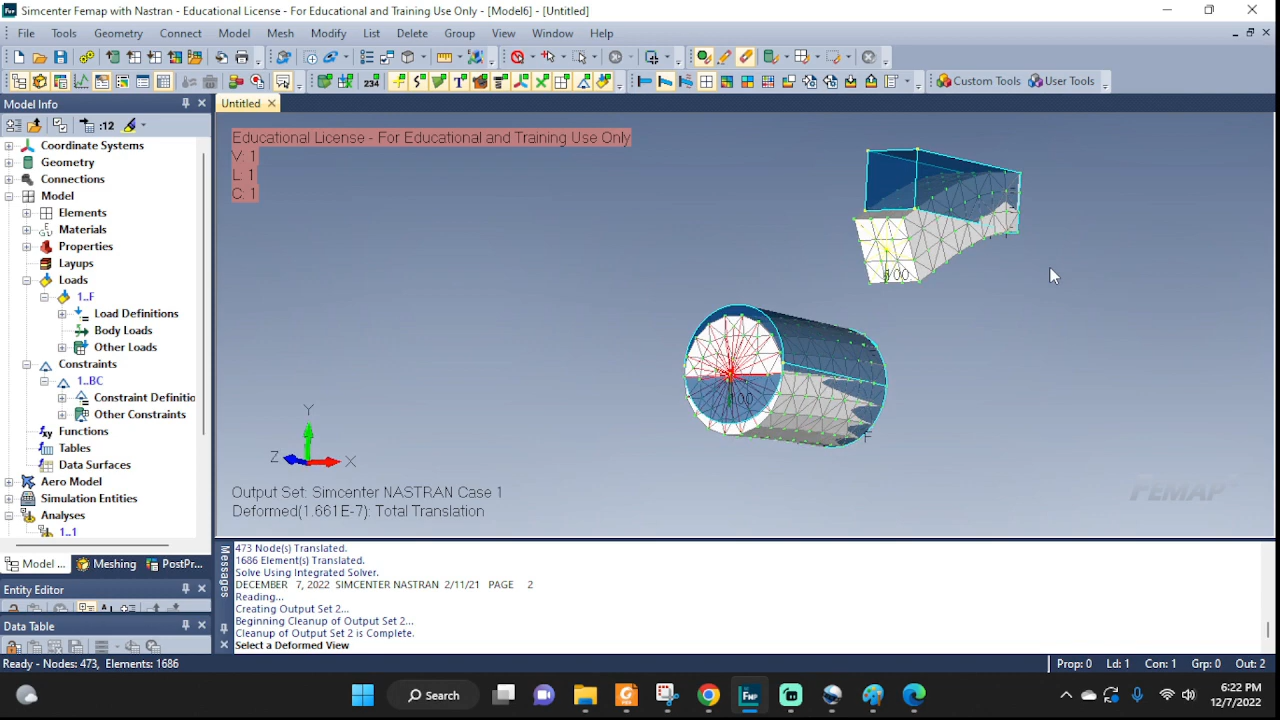 Simcenter Femap with Nastran - Educational License - For Educational and Training Use Only - [Model6] - [Untitled]
File Tools Geometry Connect Model Mesh Modify List Delete Group View Window Help
234
Custom Tools User Tools
Model Info
:12
Coordinate Systems
Geometry
Connections
Model
Elements
Materials
Properties
Layups
Loads
1..F
Load Definitions
Body Loads
Other Loads
Constraints
1..BC
Constraint Definitio
Other Constraints
Functions
Tables
Data Surfaces
Aero Model
Simulation Entities
Analyses
1..1
Model ... Meshing PostPr...
Entity Editor
Data Table
Untitled
Educational License - For Educational and Training Use Only
V: 1
L: 1
C: 1
F
Y
Z X
Output Set: Simcenter NASTRAN Case 1
Deformed(1.661E-7): Total Translation
FEMAP
Messages
473 Node(s) Translated.
1686 Element(s) Translated.
Solve Using Integrated Solver.
DECEMBER 7, 2022 SIMCENTER NASTRAN 2/11/21 PAGE 2
Reading...
Creating Output Set 2...
Beginning Cleanup of Output Set 2...
Cleanup of Output Set 2 is Complete.
Select a Deformed View
Ready - Nodes: 473, Elements: 1686
Prop: 0 Ld: 1 Con: 1 Grp: 0 Out: 2
Search
6:22 PM
12/7/2022